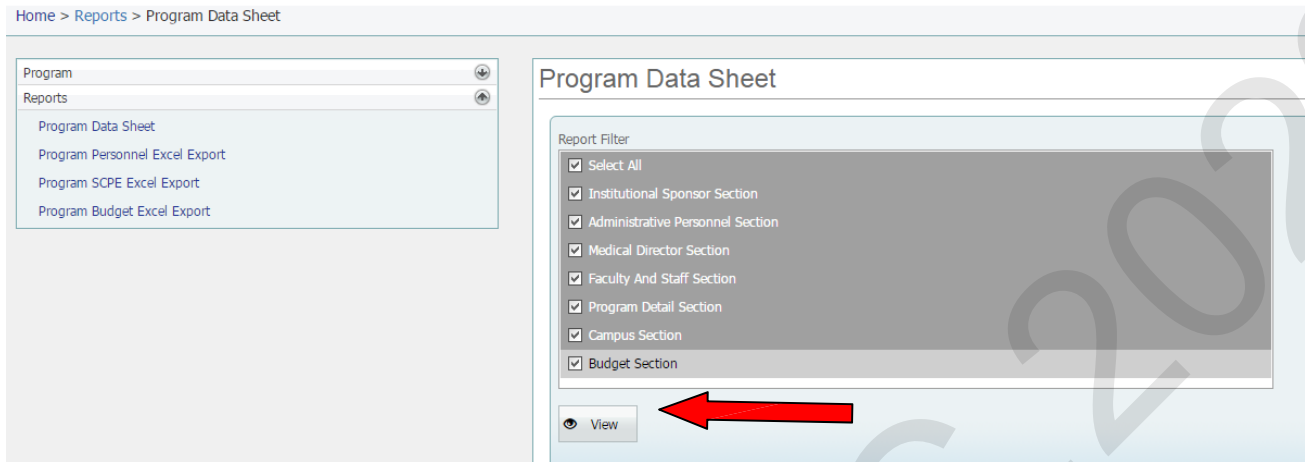 Home > Reports > Program Data Sheet
Program
Reports
Program Data Sheet
Program Personnel Excel Export
Program SCPE Excel Export
Program Budget Excel Export
Program Data Sheet
Report Filter
Select All
Institutional Sponsor Section
Administrative Personnel Section
Medical Director Section
Faculty And Staff Section
Program Detail Section
Campus Section
Budget Section
View